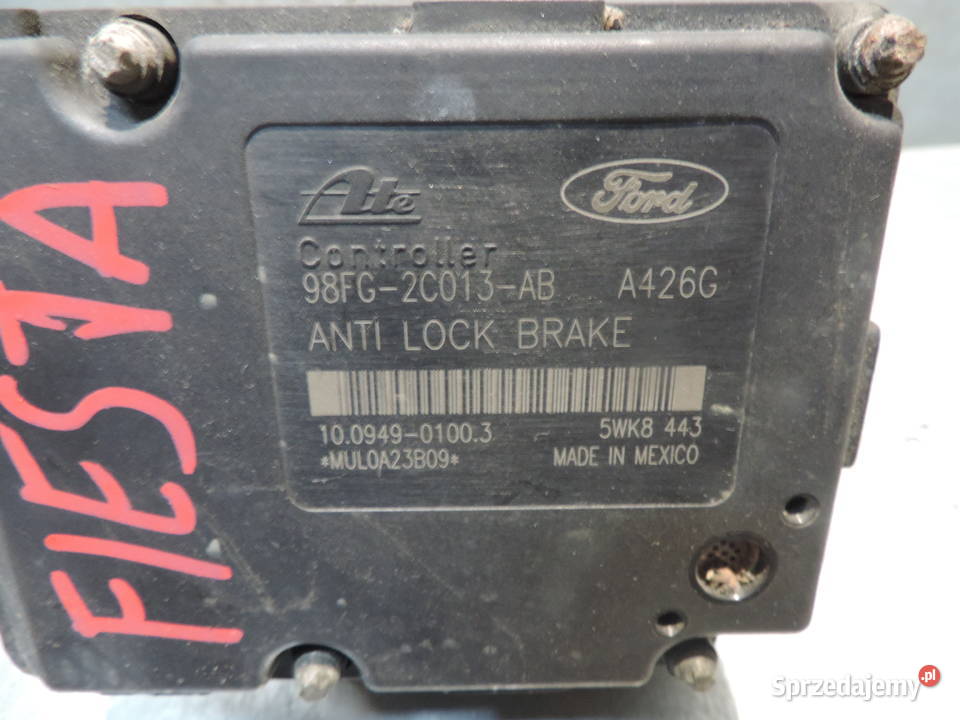 Ate
Ford
Controller
98FG-2C013-AB A426G
ANTI LOCK BRAKE
10.0949-0100.3 5WK8 443
*MUL0A23B09* MADE IN MEXICO
FIESTA
Sprzedajemy.pl